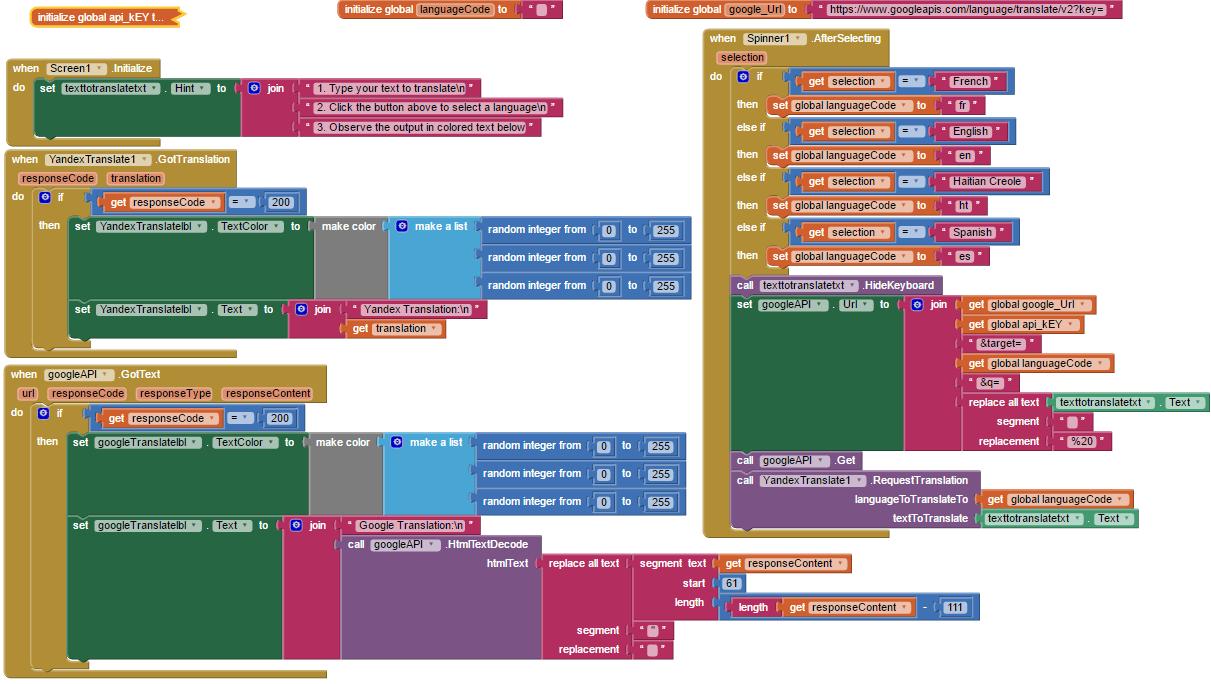 initialize global api_kEY t...
initialize global languageCode to " "
initialize global google_Url to " https://www.googleapis.com/language/translate/v2?key= "
when Screen1 .Initialize
do set texttotranslatetxt . Hint to join " 1. Type your text to translate\n "
" 2. Click the button above to select a language\n "
" 3. Observe the output in colored text below "
when YandexTranslate1 .GotTranslation
responseCode translation
do if get responseCode = 200
then set YandexTranslatelbl . TextColor to make color make a list random integer from 0 to 255
random integer from 0 to 255
random integer from 0 to 255
set YandexTranslatelbl . Text to join " Yandex Translation:\n "
get translation
when googleAPI .GotText
url responseCode responseType responseContent
do if get responseCode = 200
then set googleTranslatelbl . TextColor to make color make a list random integer from 0 to 255
random integer from 0 to 255
random integer from 0 to 255
set googleTranslatelbl . Text to join " Google Translation:\n "
call googleAPI .HtmlTextDecode
htmlText replace all text segment text get responseContent
start 61
length length get responseContent - 111
segment " " "
replacement " "
when Spinner1 .AfterSelecting
selection
do if get selection = " French "
then set global languageCode to " fr "
else if get selection = " English "
then set global languageCode to " en "
else if get selection = " Haitian Creole "
then set global languageCode to " ht "
else if get selection = " Spanish "
then set global languageCode to " es "
call texttotranslatetxt .HideKeyboard
set googleAPI . Url to join get global google_Url
get global api_kEY
" &target= "
get global languageCode
" &q= "
replace all text texttotranslatetxt . Text
segment " "
replacement " %20 "
call googleAPI .Get
call YandexTranslate1 .RequestTranslation
languageToTranslateTo get global languageCode
textToTranslate texttotranslatetxt . Text